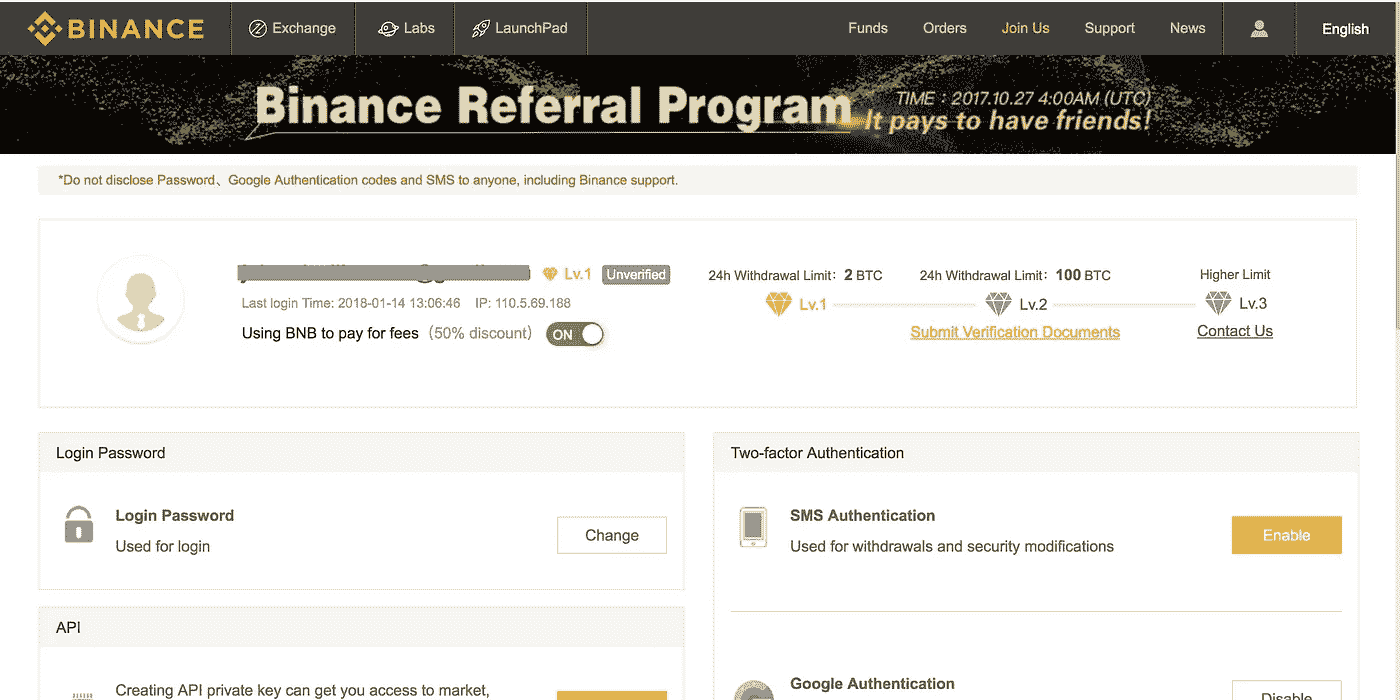 BINANCE
Exchange
Labs
LaunchPad
Funds
Orders
Join Us
Support
News
English
Binance Referral Program
TIME : 2017.10.27 4:00AM (UTC)
It pays to have friends!
*Do not disclose Password、Google Authentication codes and SMS to anyone, including Binance support.
Lv.1 Unverified
Last login Time: 2018-01-14 13:06:46 IP: 110.5.69.188
Using BNB to pay for fees (50% discount) ON
24h Withdrawal Limit: 2 BTC
Lv.1
24h Withdrawal Limit: 100 BTC
Lv.2
Submit Verification Documents
Higher Limit
Lv.3
Contact Us
Login Password
Login Password
Used for login
Change
API
Creating API private key can get you access to market,
Two-factor Authentication
SMS Authentication
Used for withdrawals and security modifications
Enable
Google Authentication
Disable